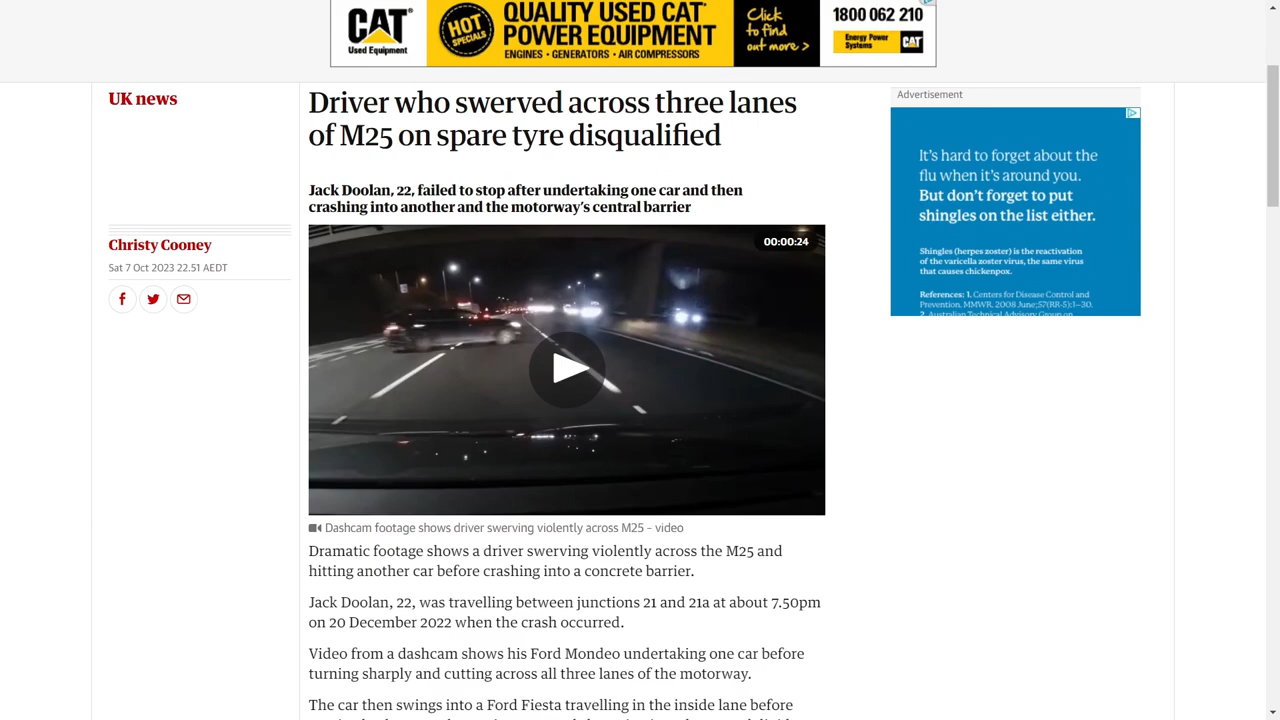 CAT
Used Equipment
HOT
SPECIALS
QUALITY USED CAT®
POWER EQUIPMENT
ENGINES • GENERATORS • AIR COMPRESSORS
Click
to find
out more >
1800 062 210
Energy Power
Systems
CAT
UK news
Christy Cooney
Sat 7 Oct 2023 22.51 AEDT
Driver who swerved across three lanes
of M25 on spare tyre disqualified
Jack Doolan, 22, failed to stop after undertaking one car and then
crashing into another and the motorway’s central barrier
00:00:24
Dashcam footage shows driver swerving violently across M25 – video
Dramatic footage shows a driver swerving violently across the M25 and
hitting another car before crashing into a concrete barrier.
Jack Doolan, 22, was travelling between junctions 21 and 21a at about 7.50pm
on 20 December 2022 when the crash occurred.
Video from a dashcam shows his Ford Mondeo undertaking one car before
turning sharply and cutting across all three lanes of the motorway.
The car then swings into a Ford Fiesta travelling in the inside lane before
Advertisement
It’s hard to forget about the
flu when it’s around you.
But don’t forget to put
shingles on the list either.
Shingles (herpes zoster) is the reactivation
of the varicella zoster virus, the same virus
that causes chickenpox.
References: 1. Centers for Disease Control and
Prevention. MMWR. 2008 June;57(RR-5):1–30.
2. Australian Technical Advisory Group on